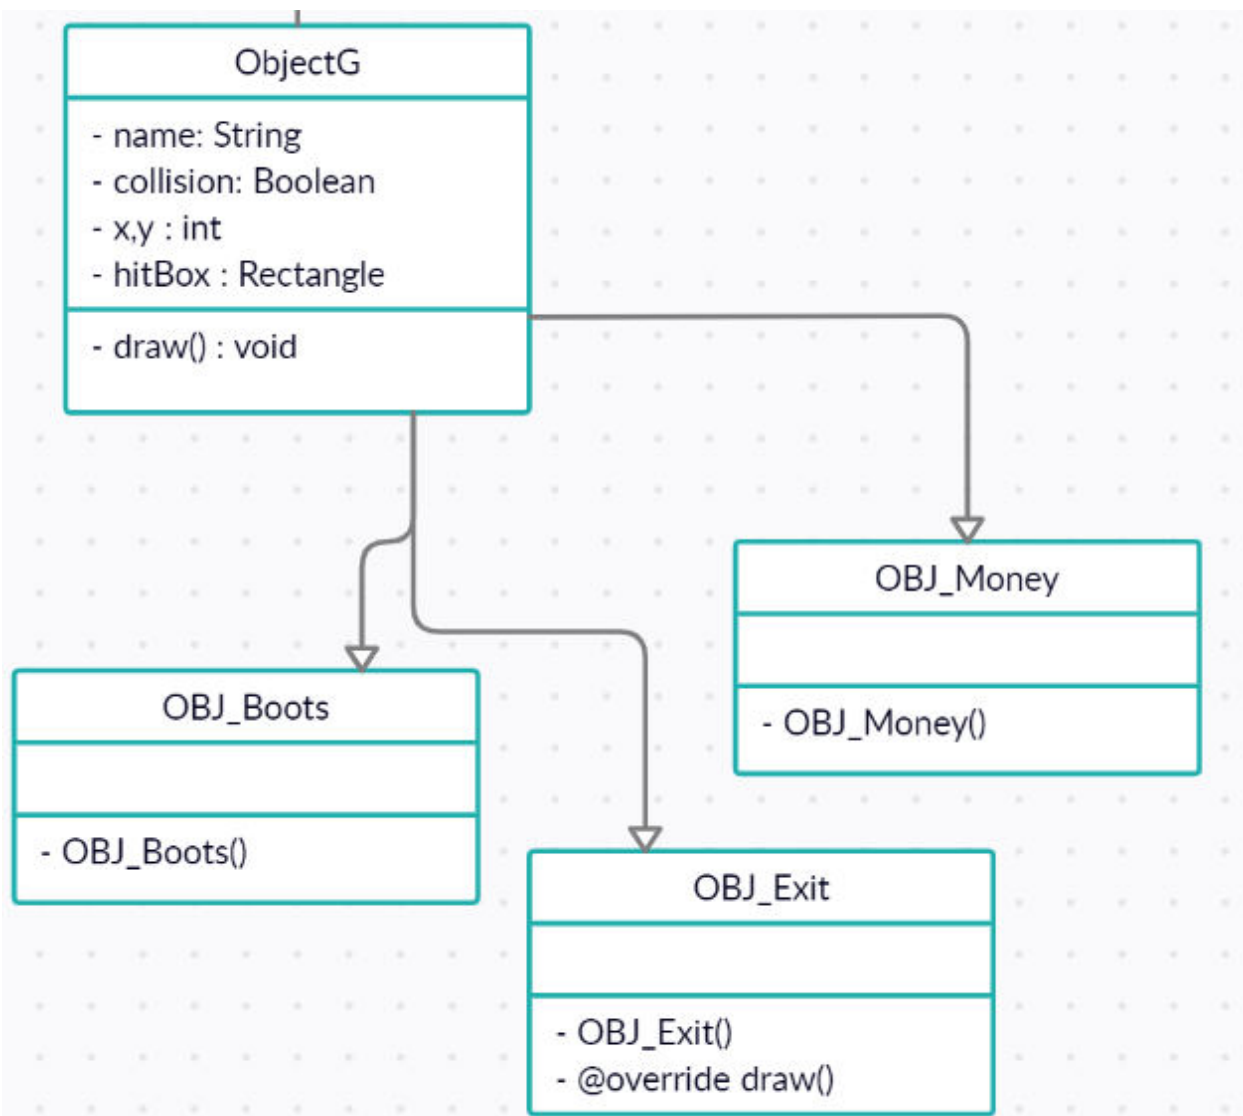 ObjectG
- name: String
- collision: Boolean
- x,y : int
- hitBox : Rectangle
- draw() : void
OBJ_Money
- OBJ_Money()
OBJ_Boots
- OBJ_Boots()
OBJ_Exit
- OBJ_Exit()
- @override draw()